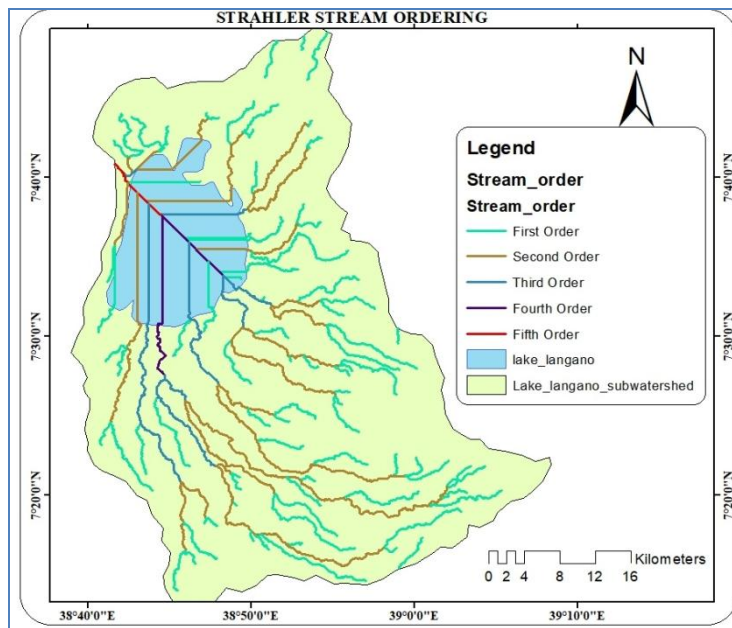 STRAHLER STREAM ORDERING
N
7°40'0"N
7°30'0"N
7°20'0"N
Legend
Stream_order
Stream_order
First Order
Second Order
Third Order
Fourth Order
Fifth Order
lake_langano
Lake_langano_subwatershed
7°40'0"N
7°30'0"N
7°20'0"N
Kilometers
0 2 4 8 12 16
38°40'0"E 38°50'0"E 39°0'0"E 39°10'0"E